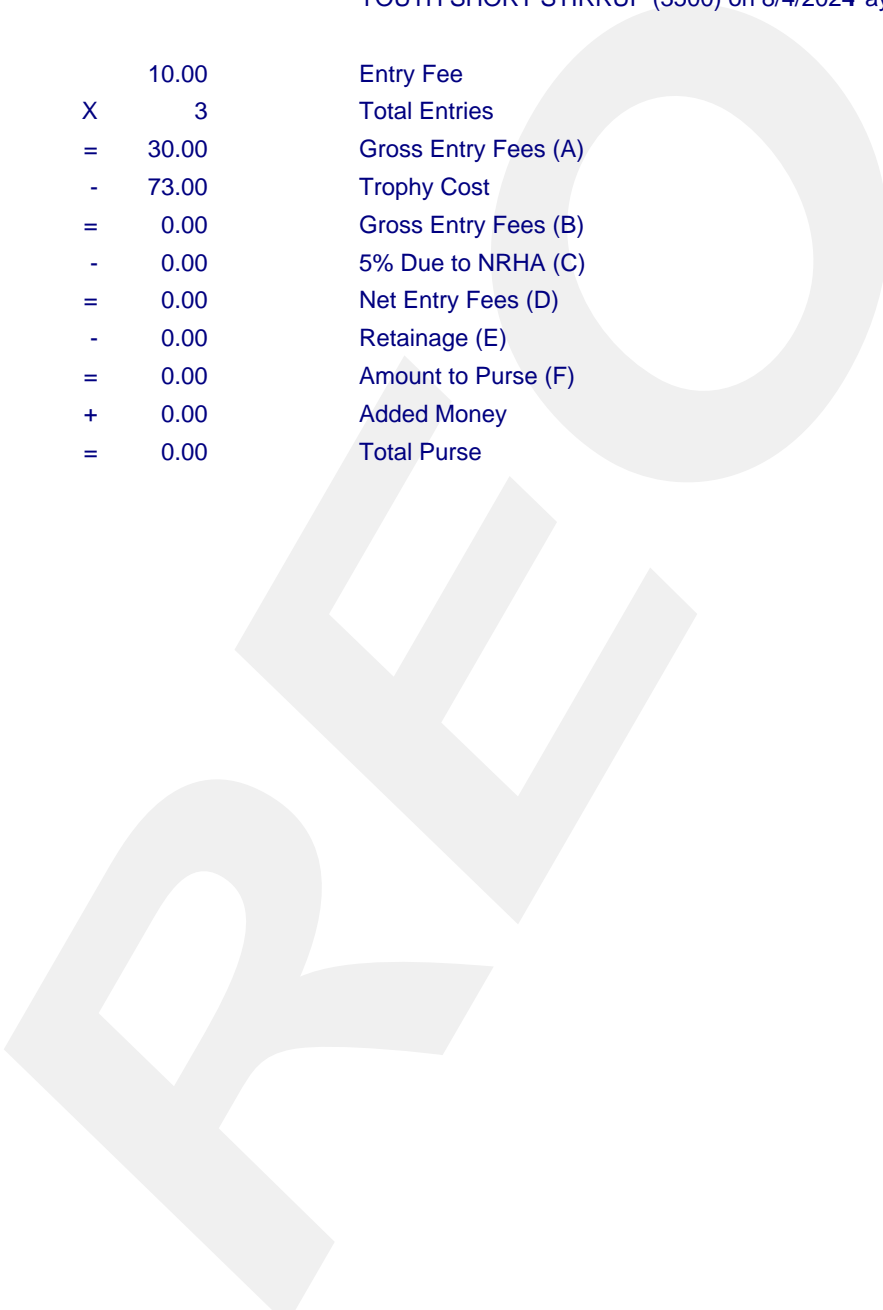 YOUTH SHORT STIRRUP (3500) on 8/4/2024
10.00 Entry Fee
X 3 Total Entries
= 30.00 Gross Entry Fees (A)
- 73.00 Trophy Cost
= 0.00 Gross Entry Fees (B)
- 0.00 5% Due to NRHA (C)
= 0.00 Net Entry Fees (D)
- 0.00 Retainage (E)
= 0.00 Amount to Purse (F)
+ 0.00 Added Money
= 0.00 Total Purse
REO